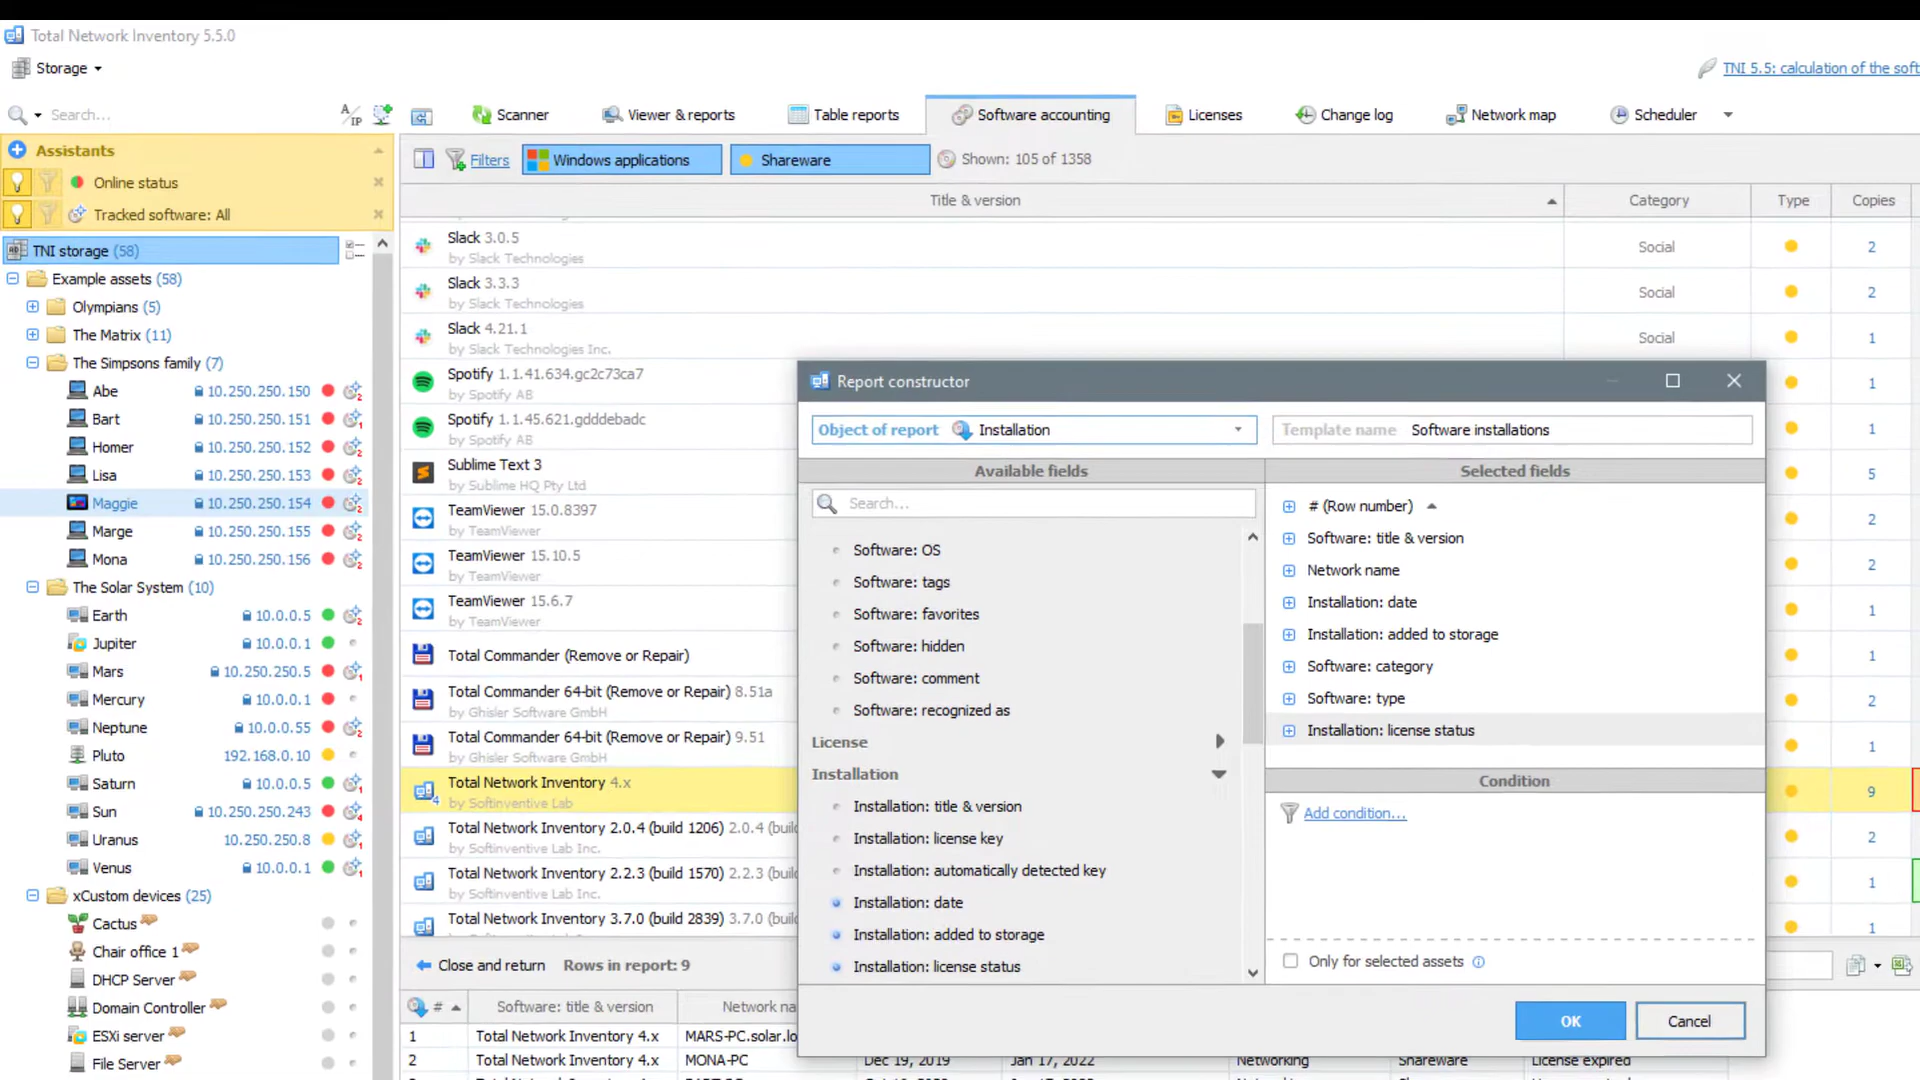 Total Network Inventory 5.5.0
Storage
TNI 5.5: calculation of the soft
Search...
A/IP
Scanner
Viewer & reports
Table reports
Software accounting
Licenses
Change log
Network map
Scheduler
Assistants
Online status
Tracked software: All
Filters
Windows applications
Shareware
Shown: 105 of 1358
Title & version
Category
Type
Copies
TNI storage (58)
Example assets (58)
Olympians (5)
The Matrix (11)
The Simpsons family (7)
Abe 10.250.250.150
Bart 10.250.250.151
Homer 10.250.250.152
Lisa 10.250.250.153
Maggie 10.250.250.154
Marge 10.250.250.155
Mona 10.250.250.156
The Solar System (10)
Earth 10.0.0.5
Jupiter 10.0.0.1
Mars 10.250.250.5
Mercury 10.0.0.1
Neptune 10.0.0.55
Pluto 192.168.0.10
Saturn 10.0.0.5
Sun 10.250.250.243
Uranus 10.250.250.8
Venus 10.0.0.1
xCustom devices (25)
Cactus
Chair office 1
DHCP Server
Domain Controller
ESXi server
File Server
Slack 3.0.5
by Slack Technologies
Social
2
Slack 3.3.3
by Slack Technologies
Social
2
Slack 4.21.1
by Slack Technologies Inc.
Social
1
Spotify 1.1.41.634.gc2c73ca7
by Spotify AB
1
Spotify 1.1.45.621.gdddebadc
by Spotify AB
1
Sublime Text 3
by Sublime HQ Pty Ltd
5
TeamViewer 15.0.8397
by TeamViewer
2
TeamViewer 15.10.5
by TeamViewer
2
TeamViewer 15.6.7
by TeamViewer
1
Total Commander (Remove or Repair)
1
Total Commander 64-bit (Remove or Repair) 8.51a
by Ghisler Software GmbH
2
Total Commander 64-bit (Remove or Repair) 9.51
by Ghisler Software GmbH
1
Total Network Inventory 4.x
by Softinventive Lab
9
Total Network Inventory 2.0.4 (build 1206) 2.0.4 (buil
by Softinventive Lab Inc.
2
Total Network Inventory 2.2.3 (build 1570) 2.2.3 (buil
by Softinventive Lab Inc.
1
Total Network Inventory 3.7.0 (build 2839) 3.7.0 (buil
1
Report constructor
Object of report Installation
Template name Software installations
Available fields
Search...
Software: OS
Software: tags
Software: favorites
Software: hidden
Software: comment
Software: recognized as
License
Installation
Installation: title & version
Installation: license key
Installation: automatically detected key
Installation: date
Installation: added to storage
Installation: license status
Selected fields
# (Row number)
Software: title & version
Network name
Installation: date
Installation: added to storage
Software: category
Software: type
Installation: license status
Condition
Add condition...
Only for selected assets
OK
Cancel
Close and return
Rows in report: 9
# Software: title & version Network na
1 Total Network Inventory 4.x MARS-PC.solar.lo
2 Total Network Inventory 4.x MONA-PC Dec 19, 2019 Jan 17, 2022 Networking Shareware License expired